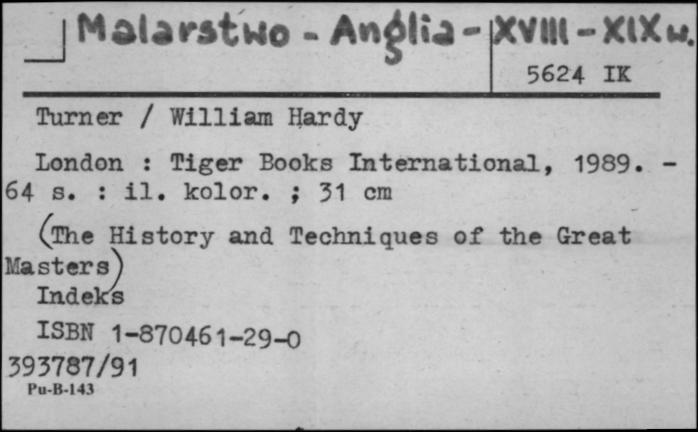 Malarstwo - Anglia - XVIII - XIX w.
5624 IK
Turner / William Hardy
London : Tiger Books International, 1989. -
64 s. : il. kolor. ; 31 cm
(The History and Techniques of the Great
Masters)
Indeks
ISBN 1-870461-29-0
393787/91
Pu-B-143